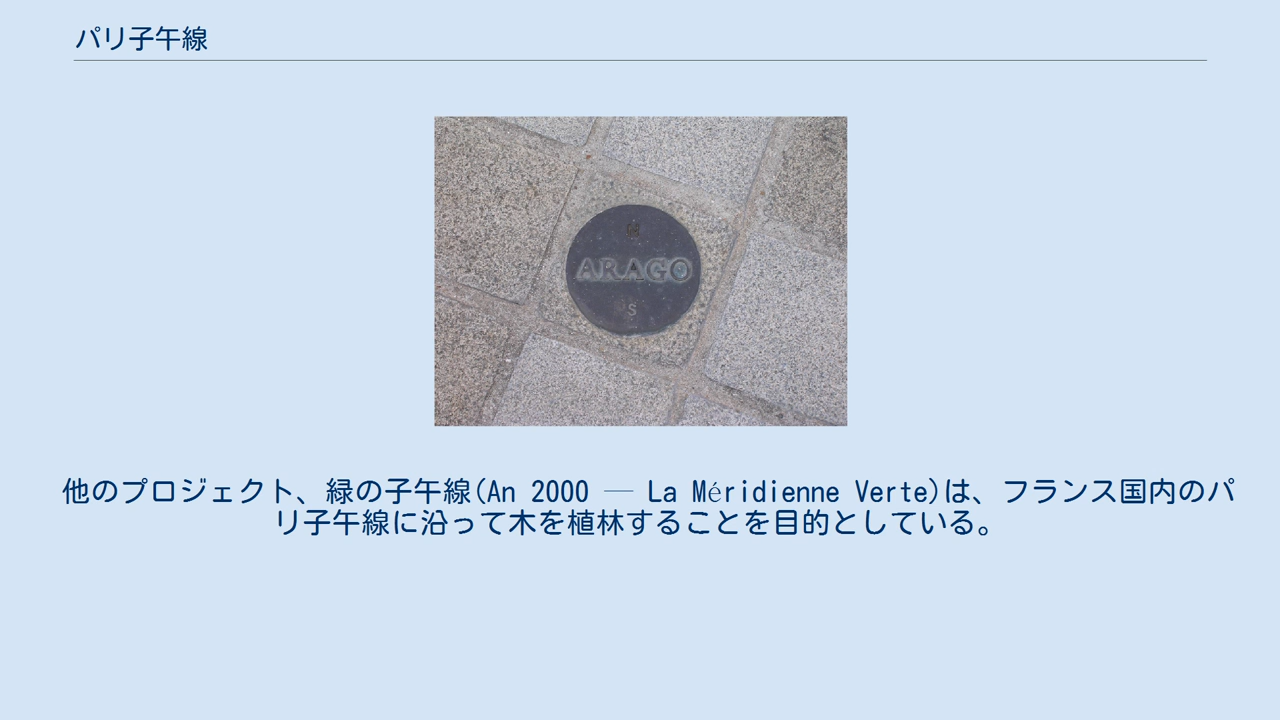 パリ子午線
ARAGO
S
他のプロジェクト、緑の子午線(An 2000 — La Méridienne Verte)は、フランス国内のパ
リ子午線に沿って木を植林することを目的としている。